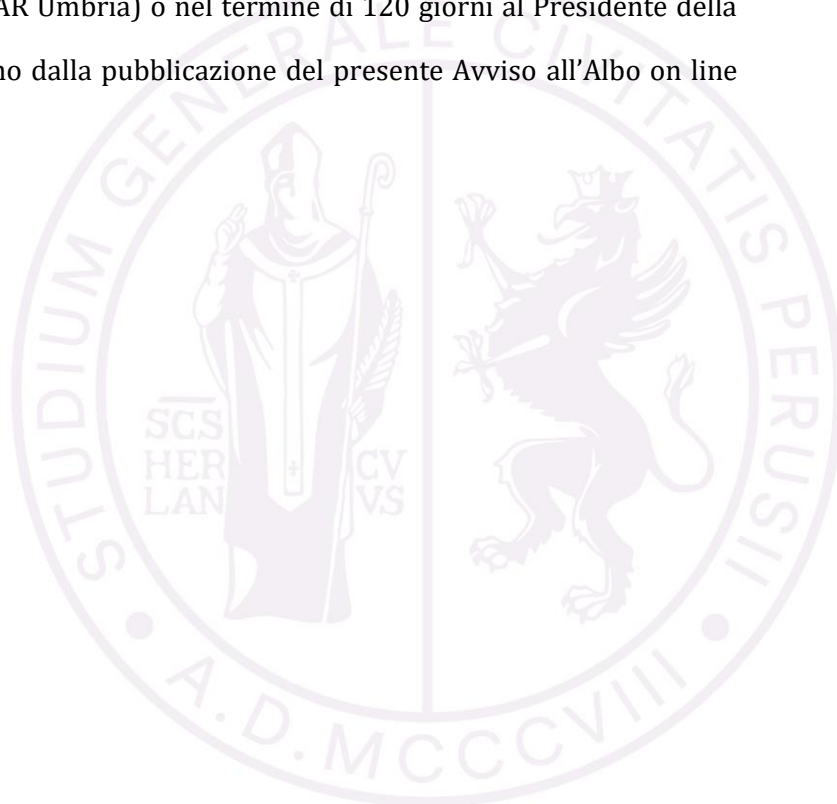 AR Umbria) o nel termine di 120 giorni al Presidente della
no dalla pubblicazione del presente Avviso all'Albo on line
STUDIUM GENERALE CIVITATIS PERUSII
SCS
HER
LAN
CV
VS
A.D. MCCCVIII